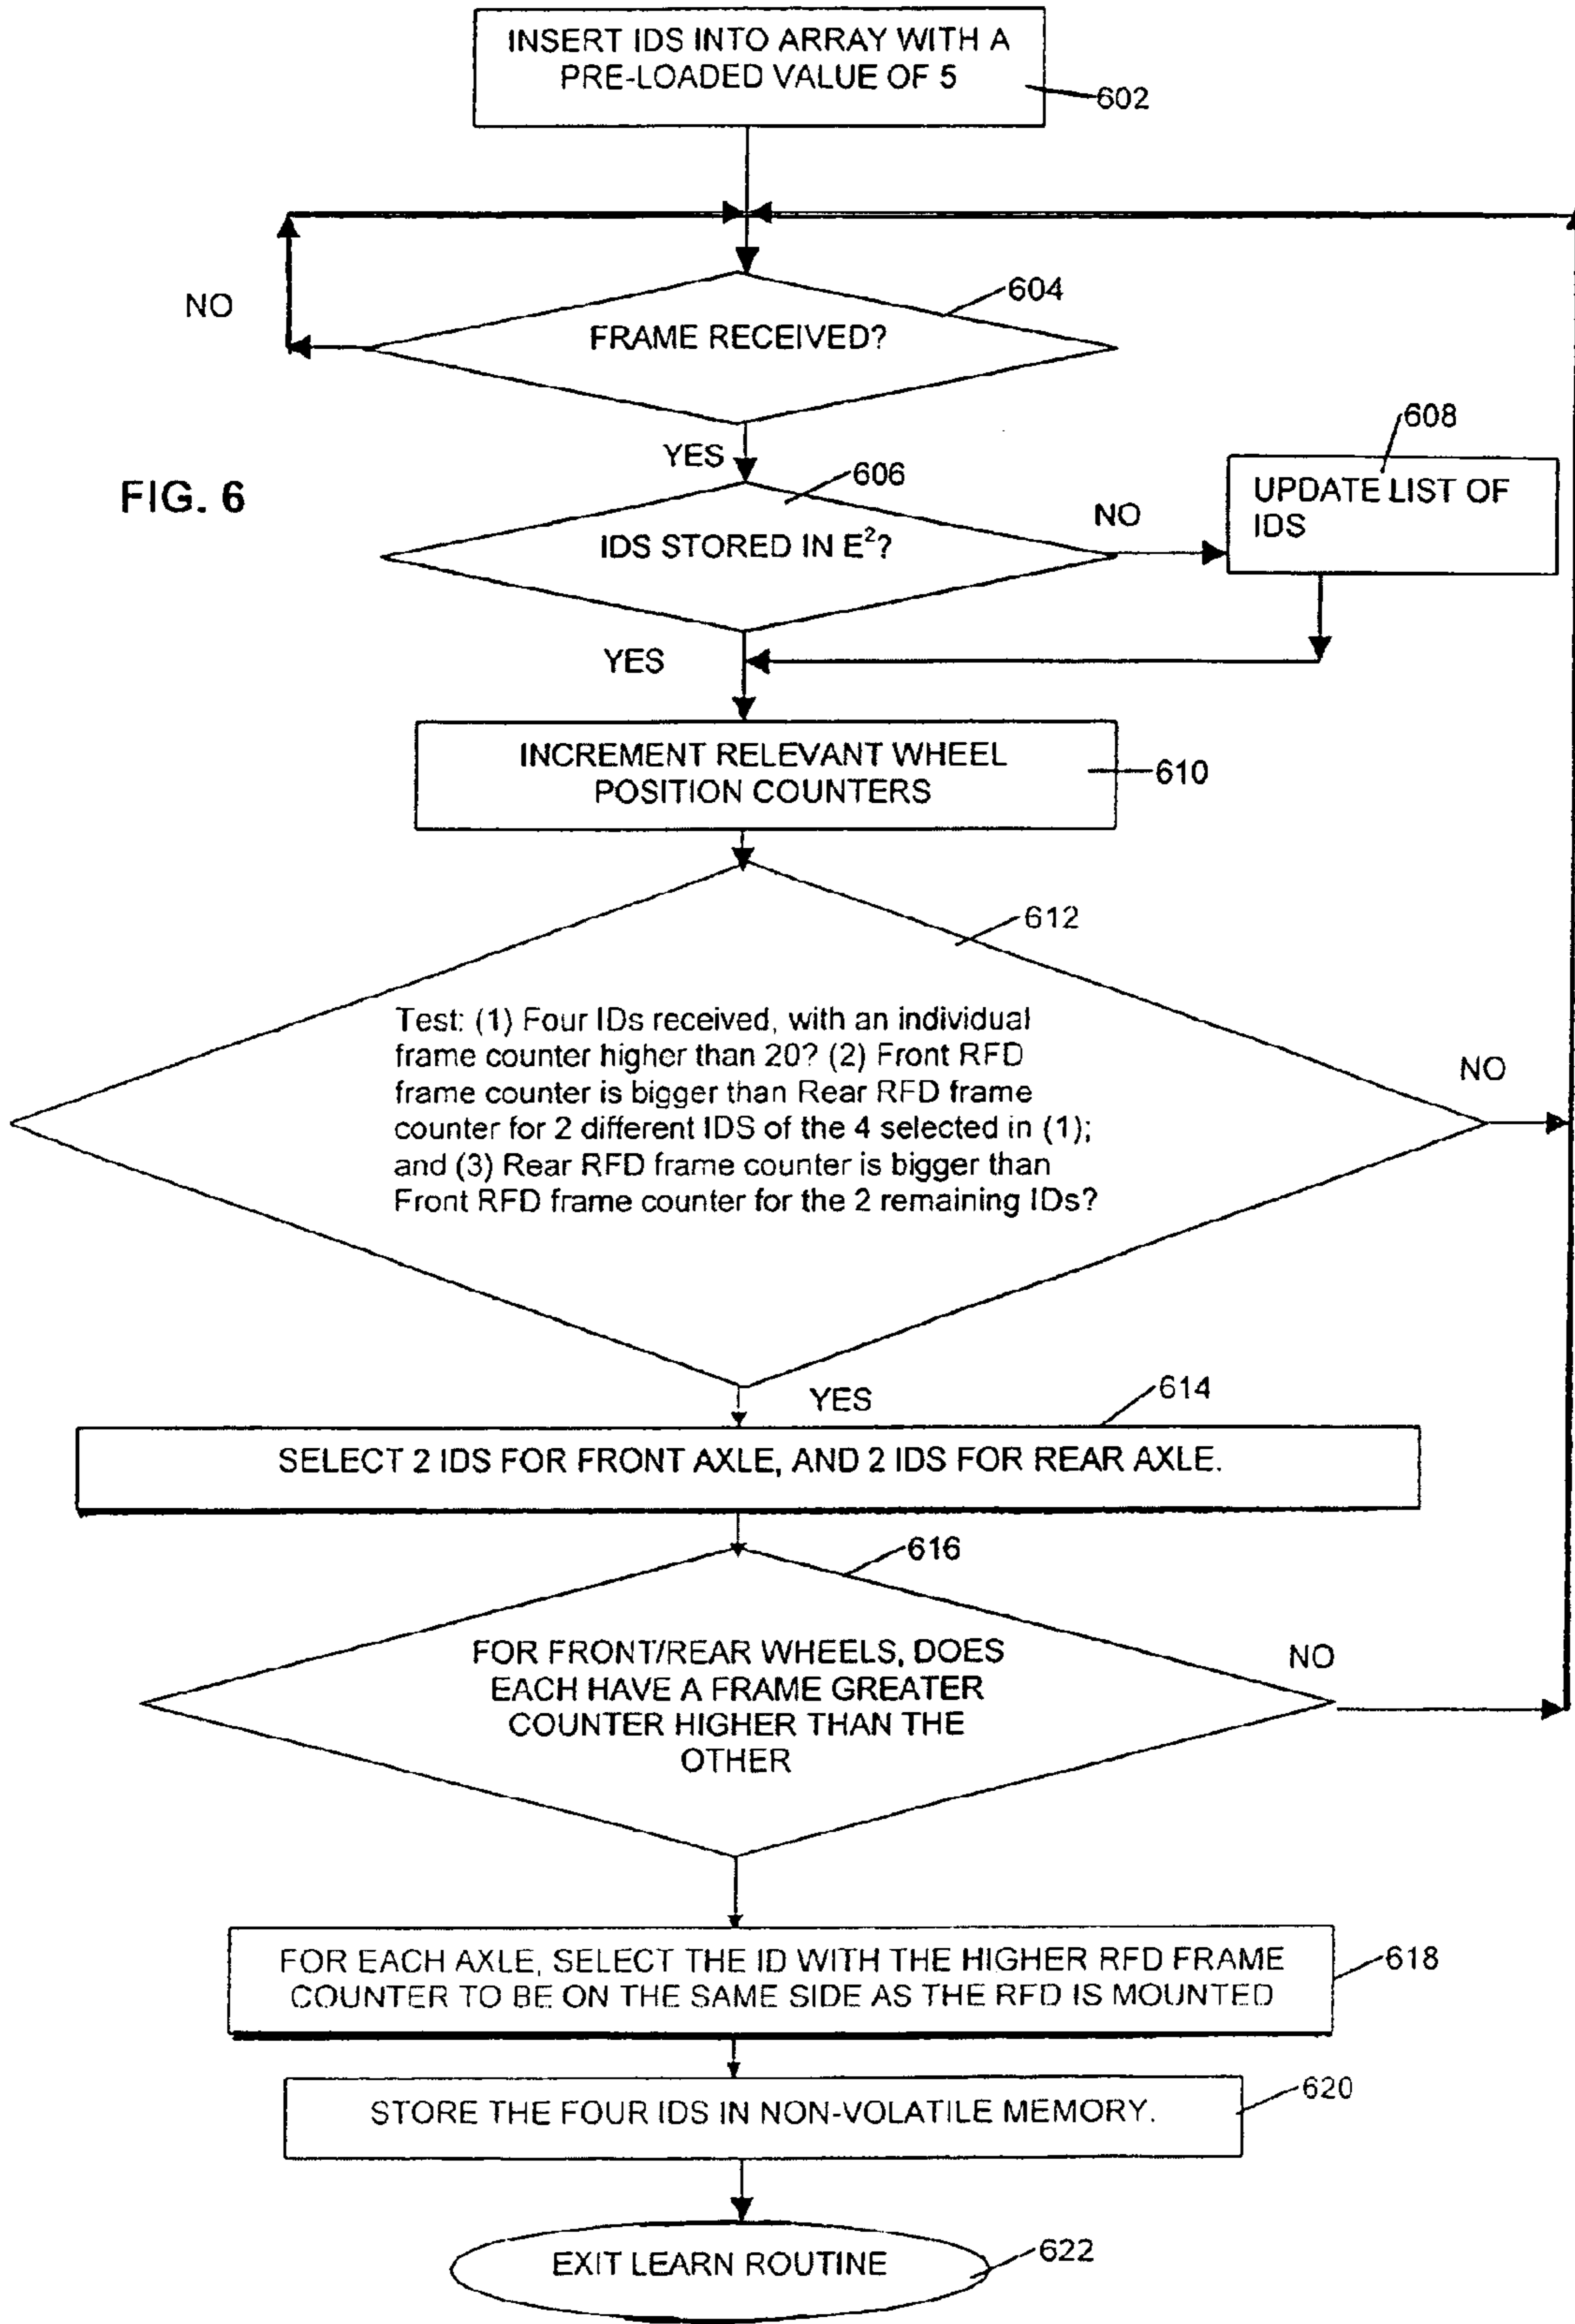 INSERT IDS INTO ARRAY WITH A
PRE-LOADED VALUE OF 5
602
604
NO
FRAME RECEIVED?
608
YES
606
FIG. 6
UPDATE LIST OF
IDS
NO
IDS STORED IN E²?
YES
INCREMENT RELEVANT WHEEL
POSITION COUNTERS
610
612
Test: (1) Four IDs received, with an individual
frame counter higher than 20? (2) Front RFD
frame counter is bigger than Rear RFD frame
counter for 2 different IDS of the 4 selected in (1);
and (3) Rear RFD frame counter is bigger than
Front RFD frame counter for the 2 remaining IDs?
NO
YES
614
SELECT 2 IDS FOR FRONT AXLE, AND 2 IDS FOR REAR AXLE.
616
FOR FRONT/REAR WHEELS, DOES
EACH HAVE A FRAME GREATER
COUNTER HIGHER THAN THE
OTHER
NO
FOR EACH AXLE, SELECT THE ID WITH THE HIGHER RFD FRAME
COUNTER TO BE ON THE SAME SIDE AS THE RFD IS MOUNTED
618
STORE THE FOUR IDS IN NON-VOLATILE MEMORY.
620
EXIT LEARN ROUTINE
622